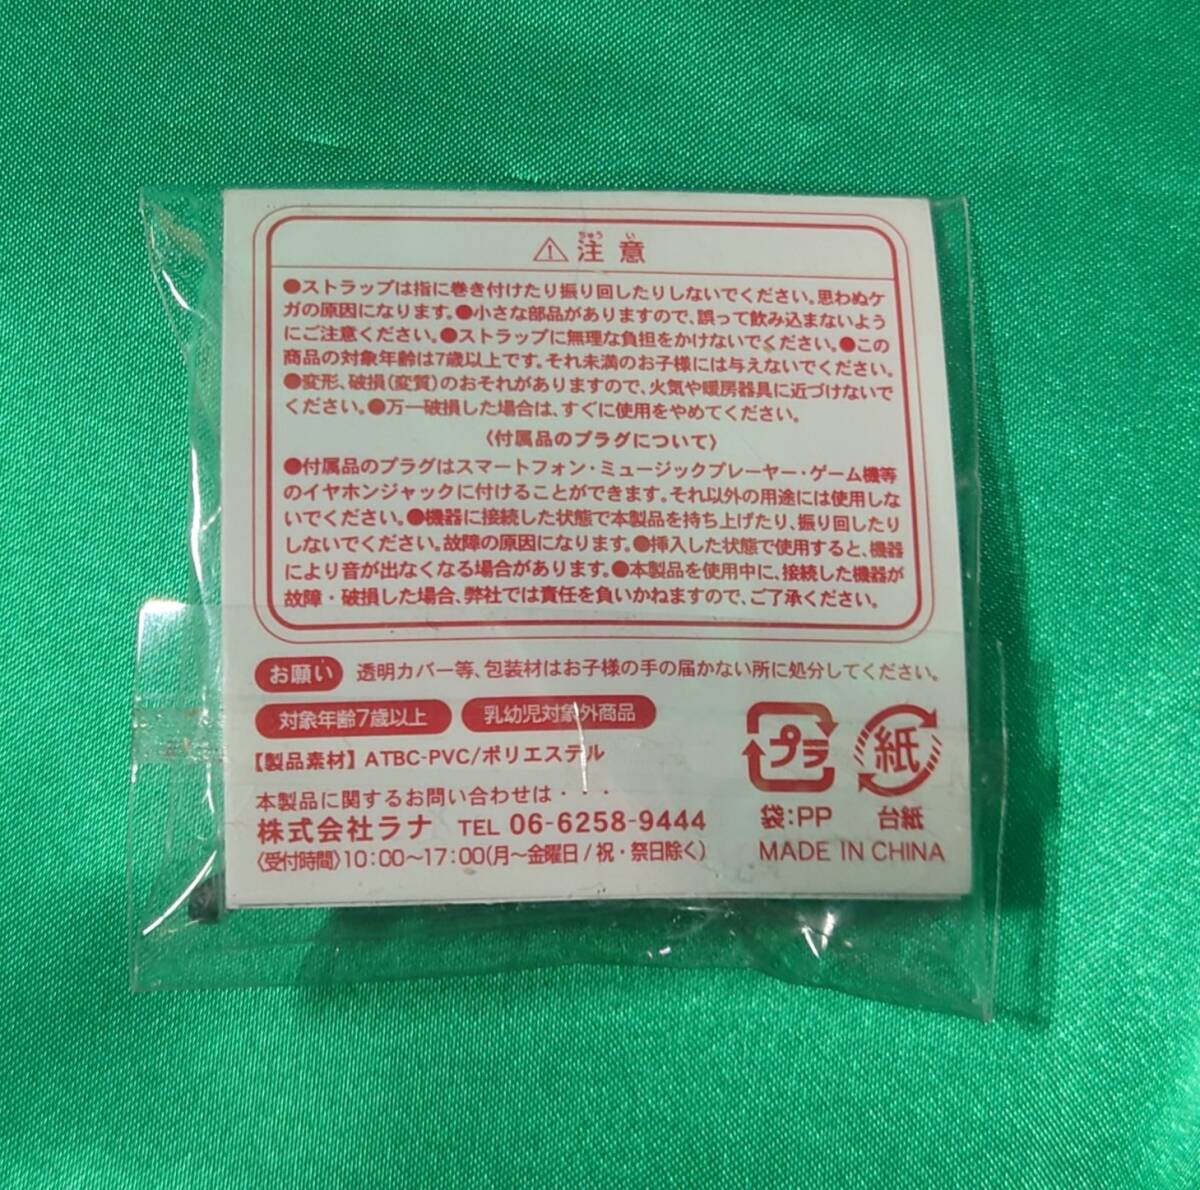 ちゅう い
⚠ 注意
●ストラップは指に巻き付けたり振り回したりしないでください。思わぬケ
ガの原因になります。●小さな部品がありますので、誤って飲み込まないよう
にご注意ください。●ストラップに無理な負担をかけないでください。●この
商品の対象年齢は7歳以上です。それ未満のお子様には与えないでください。
●変形、破損(変質)のおそれがありますので、火気や暖房器具に近づけないで
ください。●万一破損した場合は、すぐに使用をやめてください。
〈付属品のプラグについて〉
●付属品のプラグはスマートフォン・ミュージックプレーヤー・ゲーム機等
のイヤホンジャックに付けることができます。それ以外の用途には使用しな
いでください。●機器に接続した状態で本製品を持ち上げたり、振り回したり
しないでください。故障の原因になります。●挿入した状態で使用すると、機器
により音が出なくなる場合があります。●本製品を使用中に、接続した機器が
故障・破損した場合、弊社では責任を負いかねますので、ご了承ください。
お願い 透明カバー等、包装材はお子様の手の届かない所に処分してください。
対象年齢7歳以上 乳幼児対象外商品
【製品素材】ATBC-PVC/ポリエステル
本製品に関するお問い合わせは・・・
株式会社ラナ TEL 06-6258-9444
〈受付時間〉10:00～17:00(月～金曜日/祝・祭日除く)
プラ 紙
袋:PP 台紙
MADE IN CHINA